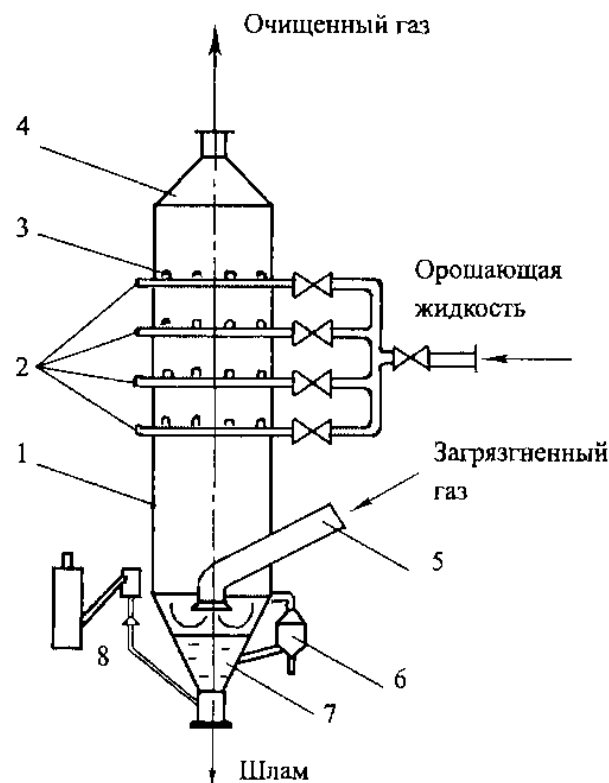 Очищенный газ
4
3
Орошающая
жидкость
2
1
Загрязгненный
газ
5
8
6
7
Шлам